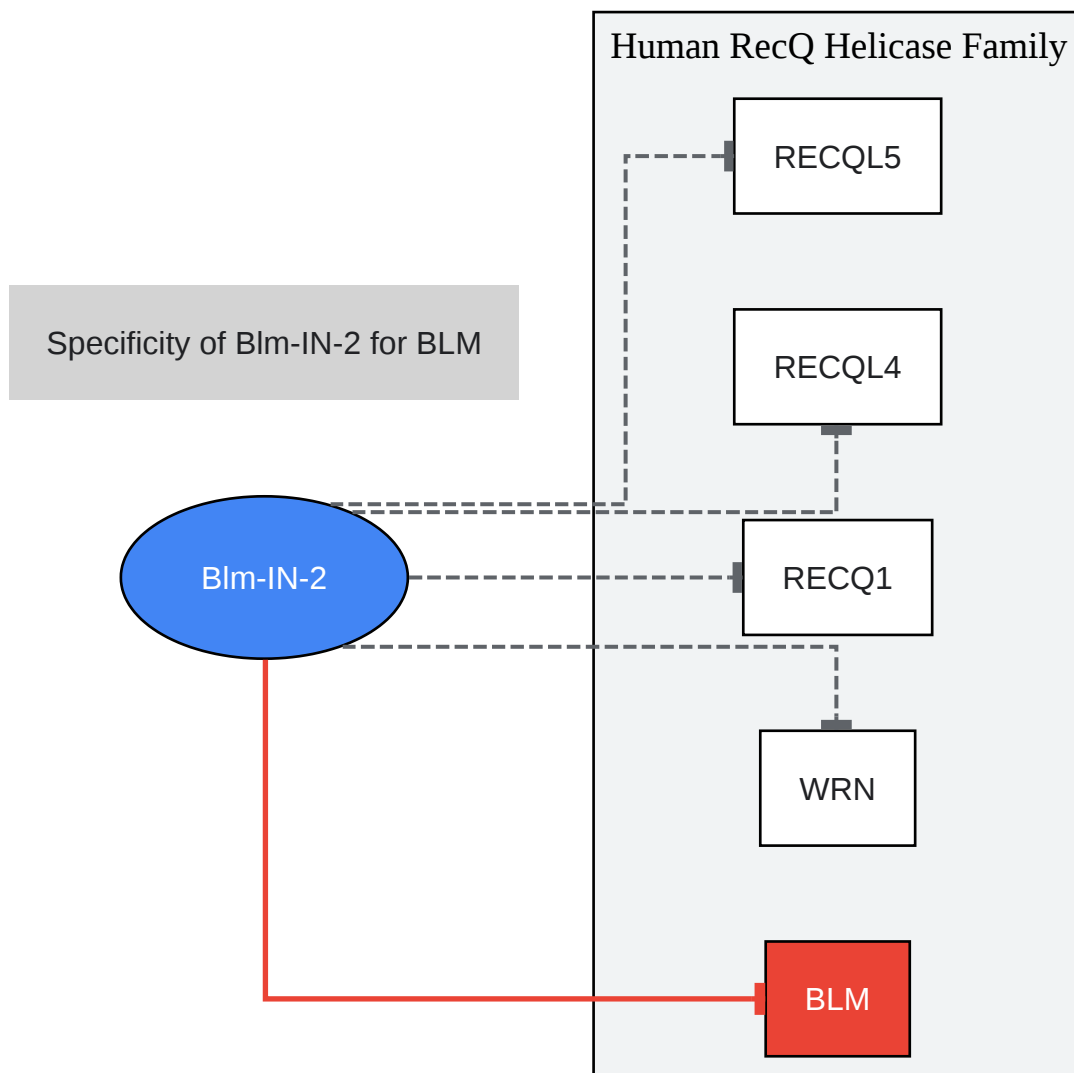 Human RecQ Helicase Family
RECQL5
Specificity of Blm-IN-2 for BLM
RECQL4
Blm-IN-2
RECQ1
WRN
BLM